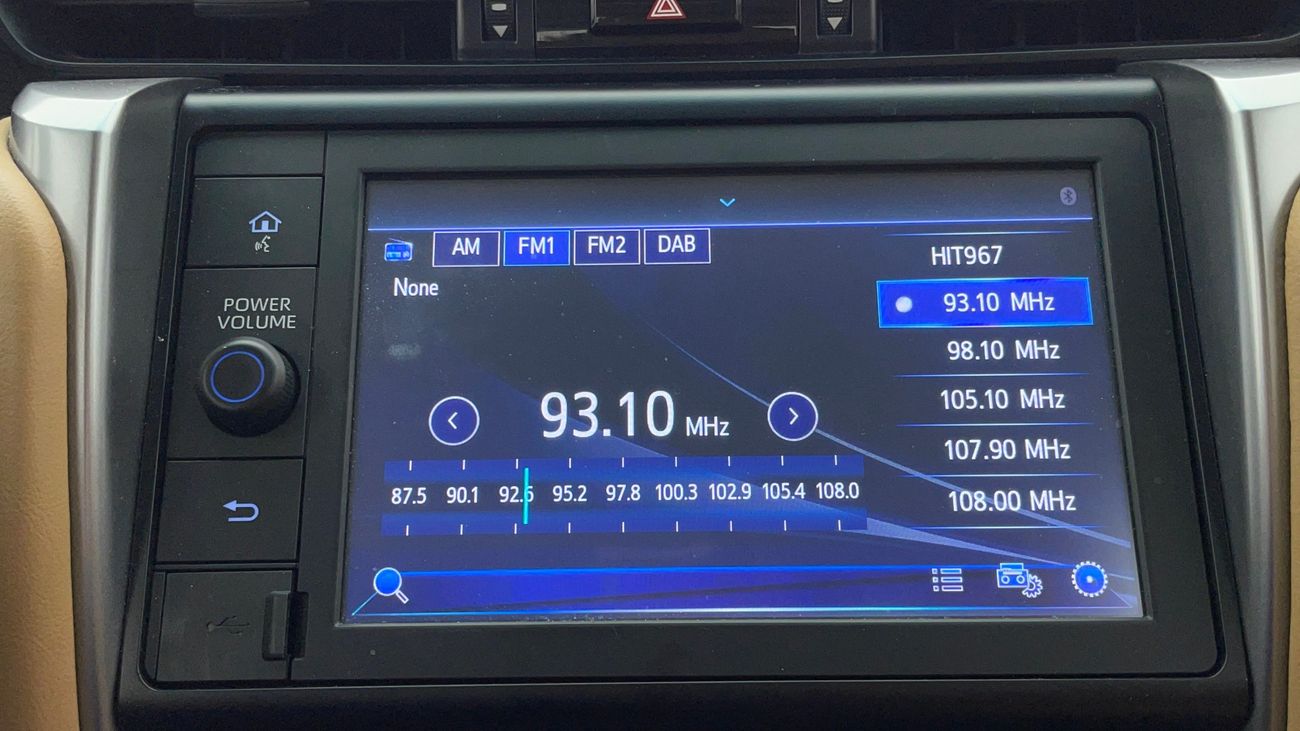 POWER
VOLUME
AM FM1 FM2 DAB
None
93.10 MHz
87.5 90.1 92.6 95.2 97.8 100.3 102.9 105.4 108.0
HIT967
93.10 MHz
98.10 MHz
105.10 MHz
107.90 MHz
108.00 MHz